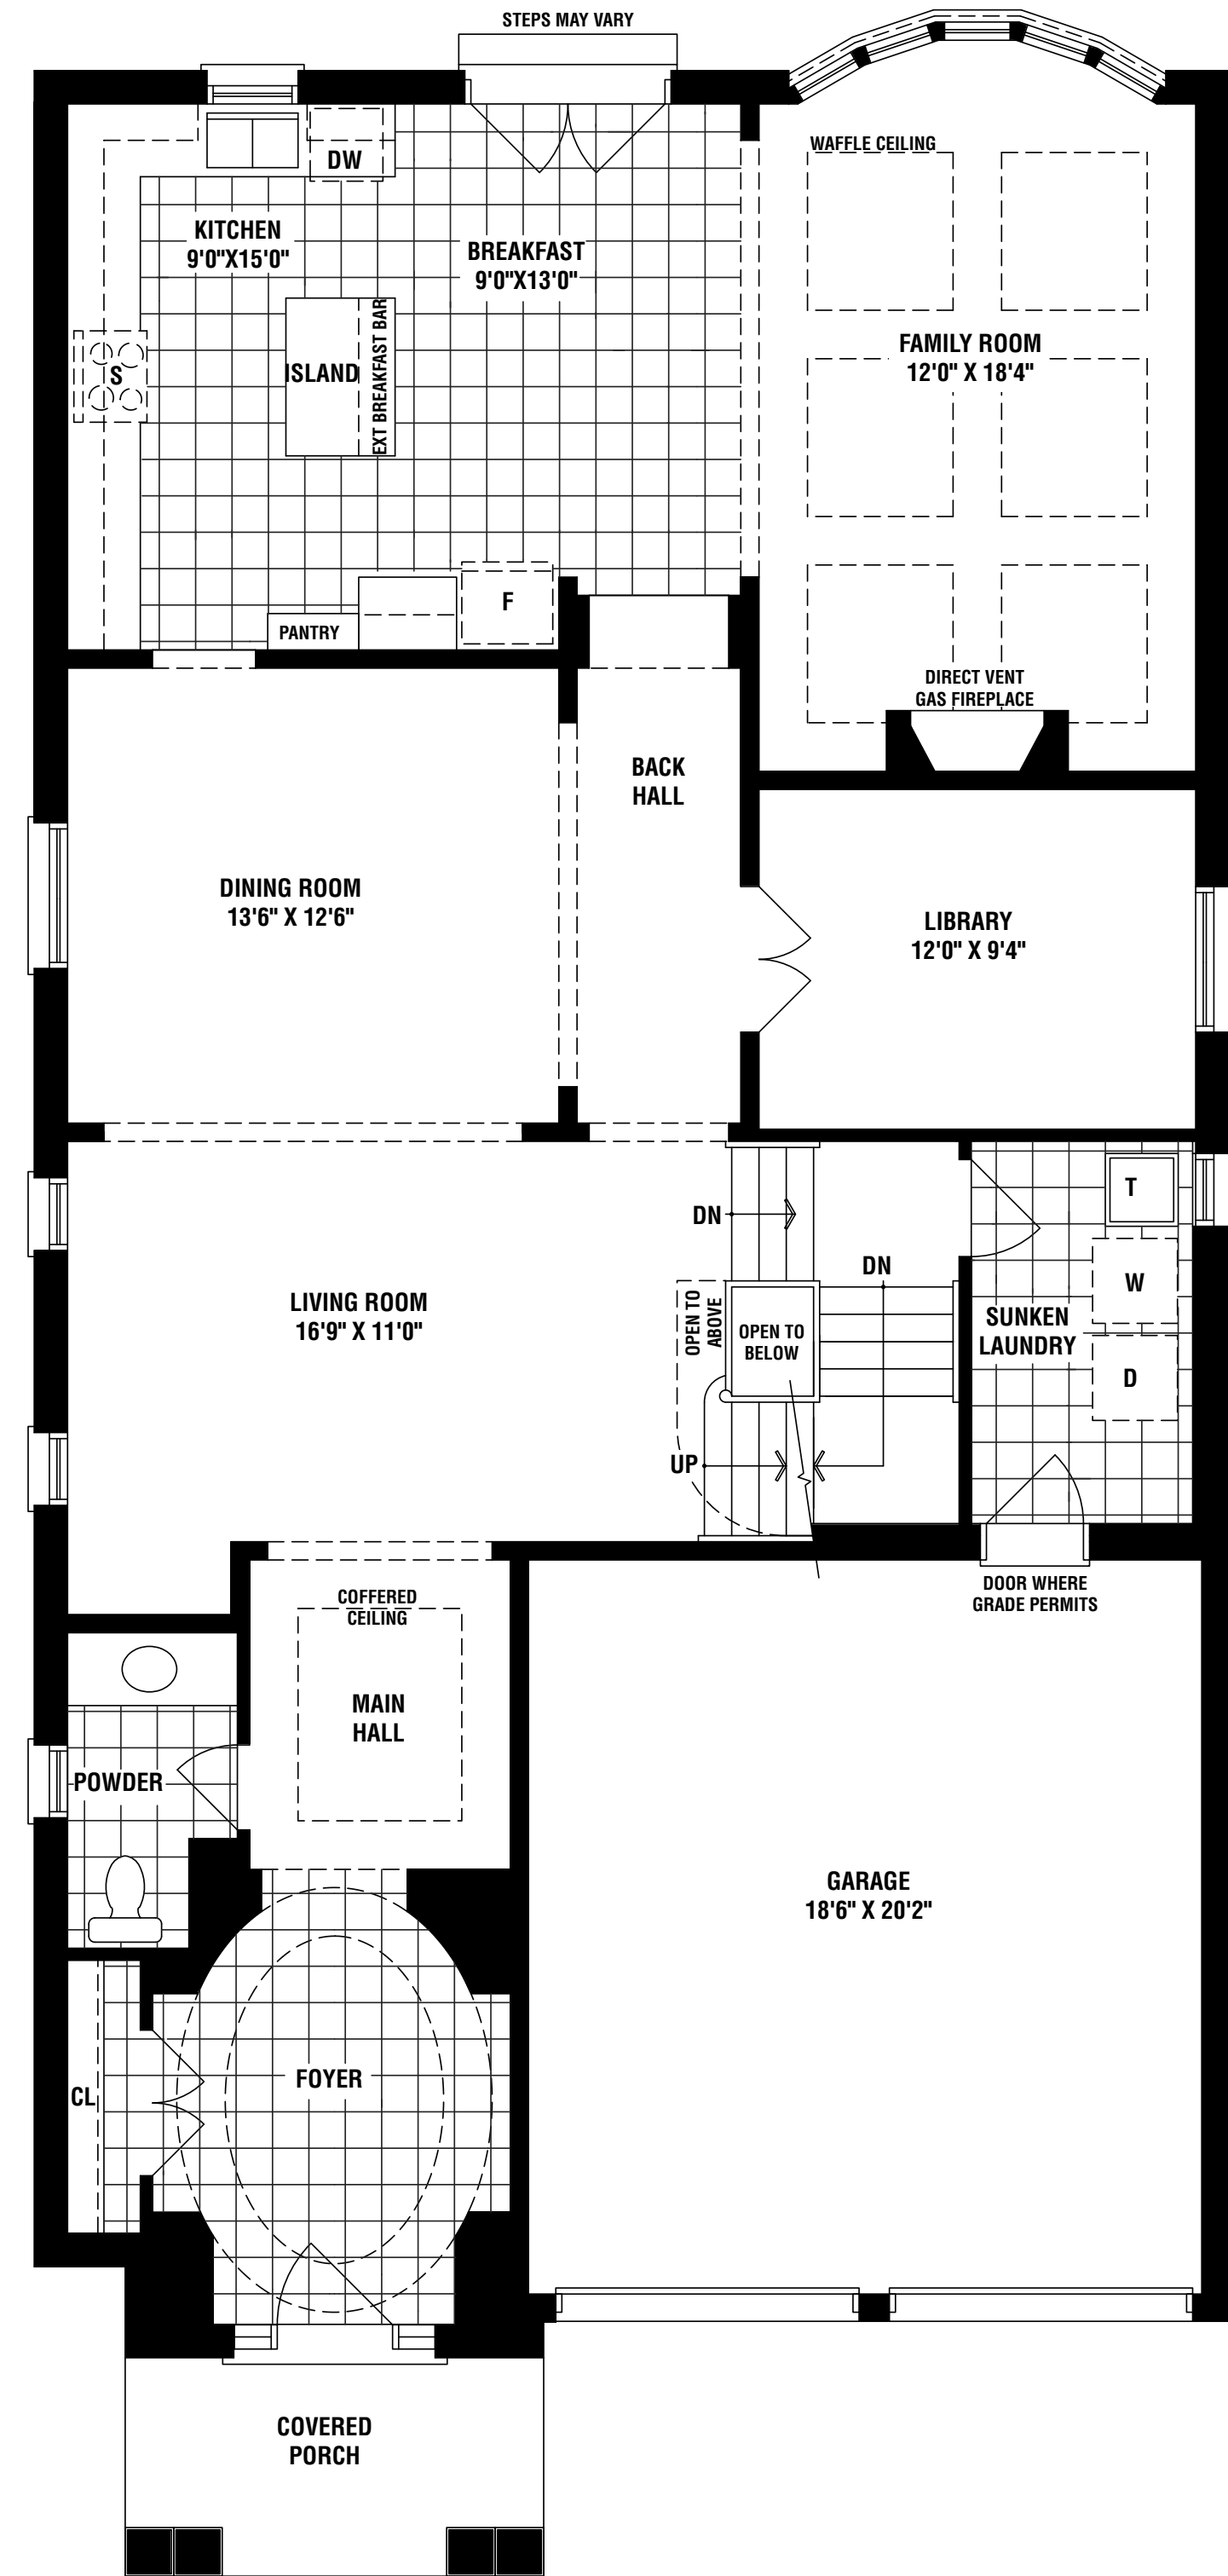 STEPS MAY VARY
WAFFLE CEILING
DW
KITCHEN
9'0"X15'0"
BREAKFAST
9'0"X13'0"
FAMILY ROOM
12'0" X 18'4"
S
ISLAND
EXT BREAKFAST BAR
F
PANTRY
DIRECT VENT
GAS FIREPLACE
BACK
HALL
DINING ROOM
13'6" X 12'6"
LIBRARY
12'0" X 9'4"
T
DN
DN
W
LIVING ROOM
16'9" X 11'0"
OPEN TO
ABOVE
OPEN TO
BELOW
SUNKEN
LAUNDRY
D
UP
DOOR WHERE
GRADE PERMITS
COFFERED
CEILING
MAIN
HALL
POWDER
GARAGE
18'6" X 20'2"
FOYER
CL
COVERED
PORCH